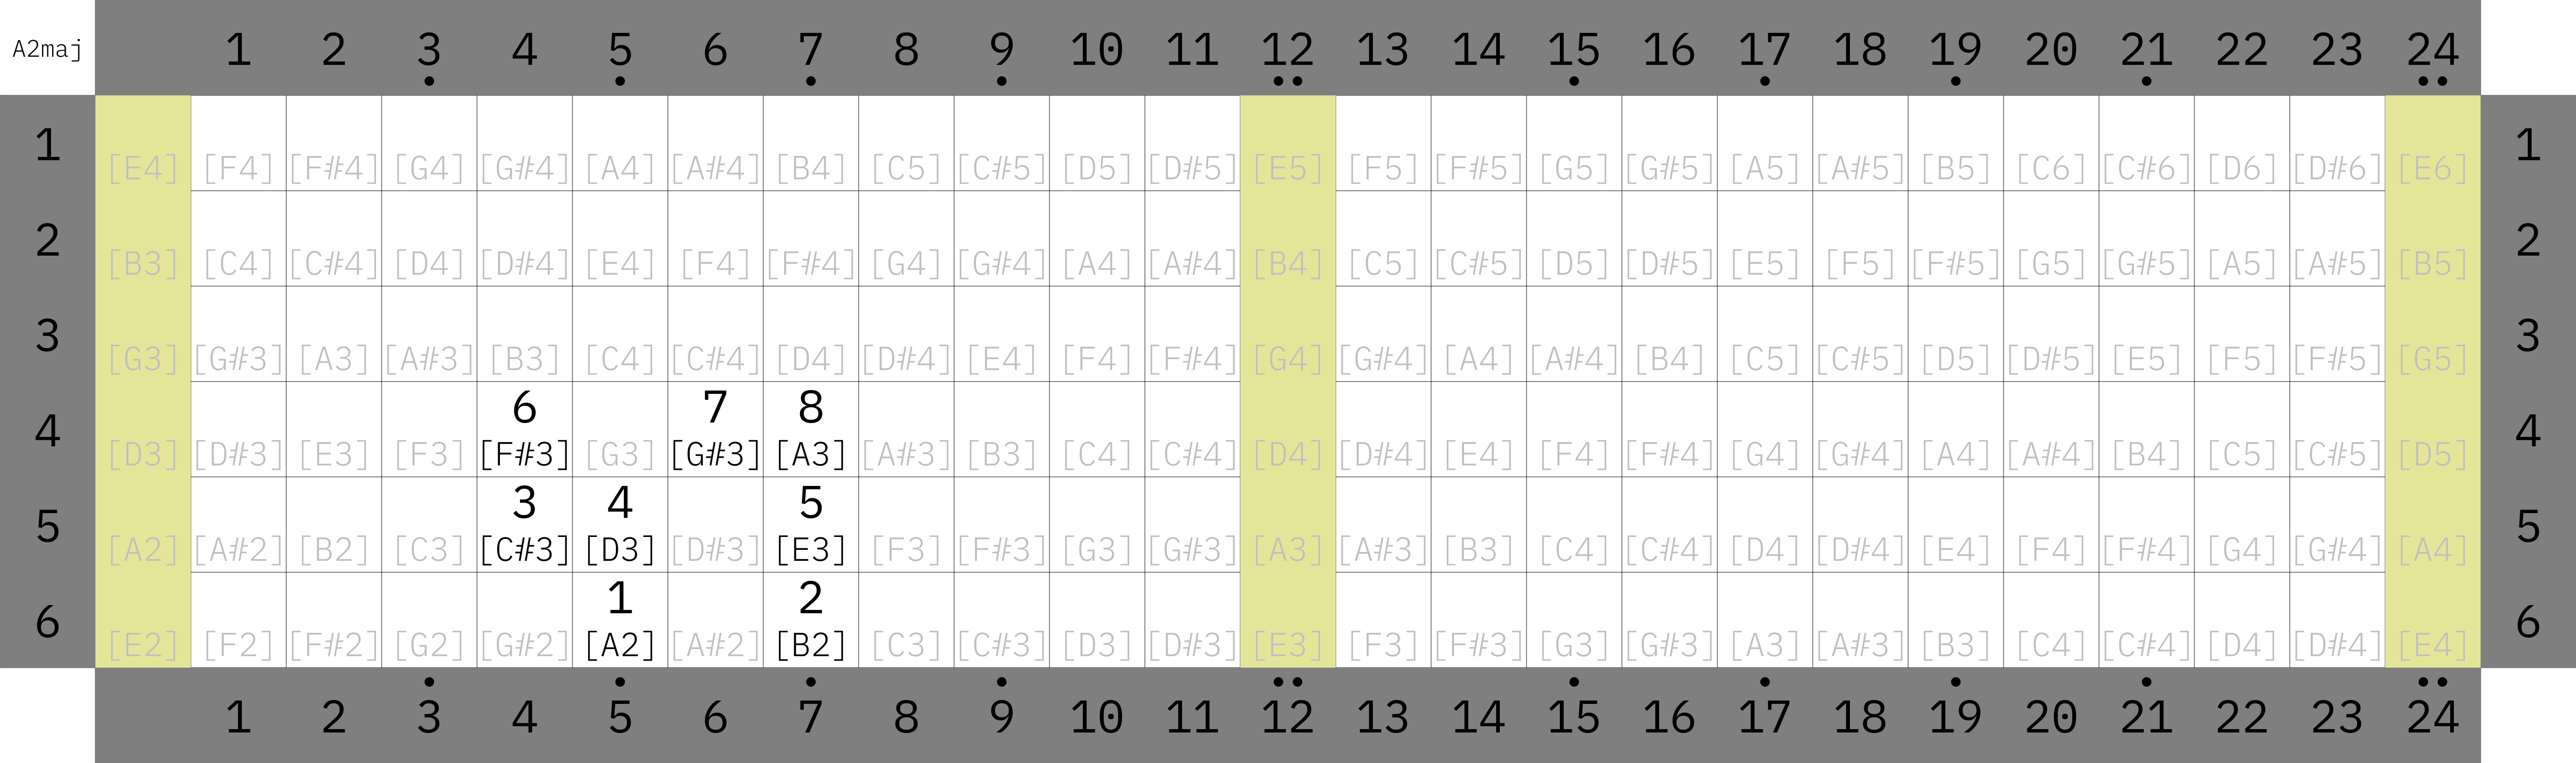 A2maj 1 2 3 4 5 6 7 8 9 10 11 12 13 14 15 16 17 18 19 20 21 22 23 24
1 [E4] [F4] [F#4] [G4] [G#4] [A4] [A#4] [B4] [C5] [C#5] [D5] [D#5] [E5] [F5] [F#5] [G5] [G#5] [A5] [A#5] [B5] [C6] [C#6] [D6] [D#6] [E6] 1
2 [B3] [C4] [C#4] [D4] [D#4] [E4] [F4] [F#4] [G4] [G#4] [A4] [A#4] [B4] [C5] [C#5] [D5] [D#5] [E5] [F5] [F#5] [G5] [G#5] [A5] [A#5] [B5] 2
3 [G3] [G#3] [A3] [A#3] [B3] [C4] [C#4] [D4] [D#4] [E4] [F4] [F#4] [G4] [G#4] [A4] [A#4] [B4] [C5] [C#5] [D5] [D#5] [E5] [F5] [F#5] [G5] 3
6 7 8
4 [D3] [D#3] [E3] [F3] [F#3] [G3] [G#3] [A3] [A#3] [B3] [C4] [C#4] [D4] [D#4] [E4] [F4] [F#4] [G4] [G#4] [A4] [A#4] [B4] [C5] [C#5] [D5] 4
3 4 5
5 [A2] [A#2] [B2] [C3] [C#3] [D3] [D#3] [E3] [F3] [F#3] [G3] [G#3] [A3] [A#3] [B3] [C4] [C#4] [D4] [D#4] [E4] [F4] [F#4] [G4] [G#4] [A4] 5
1 2
6 [E2] [F2] [F#2] [G2] [G#2] [A2] [A#2] [B2] [C3] [C#3] [D3] [D#3] [E3] [F3] [F#3] [G3] [G#3] [A3] [A#3] [B3] [C4] [C#4] [D4] [D#4] [E4] 6
1 2 3 4 5 6 7 8 9 10 11 12 13 14 15 16 17 18 19 20 21 22 23 24